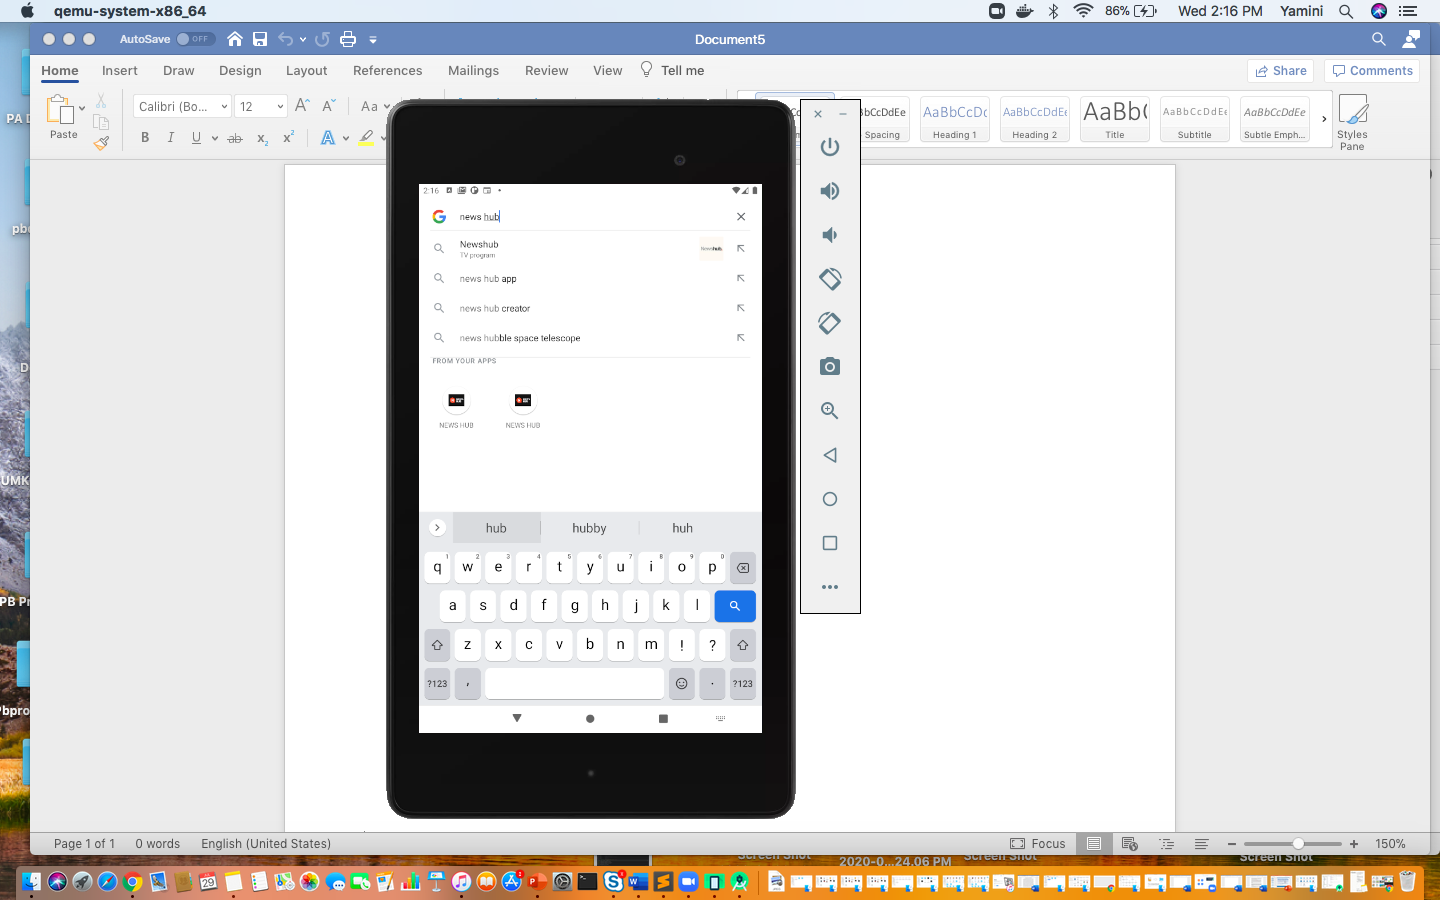 qemu-system-x86_64
86%
Wed 2:16 PM
Yamini
AutoSave
OFF
Document5
Home
Insert
Draw
Design
Layout
References
Mailings
Review
View
Tell me
Share
Comments
Paste
Calibri (Bo...
12
Aa
B
I
U
ab
Spacing
AaBbCcDc
Heading 1
AaBbCcDdEe
Heading 2
AaBb(
Title
AaBbCcDdEe
Subtitle
AaBbCcDdEe
Subtle Emph...
Styles
Pane
2:16
news hub
Newshub
TV program
Newshub.
news hub app
news hub creator
news hubble space telescope
FROM YOUR APPS
NEWS HUB
NEWS HUB
hub
hubby
huh
q w e r t y u i o p
a s d f g h j k l
z x c v b n m ! ?
?123 , . ?123
PA D
pb
UMK
PB Pr
Pbpro
Page 1 of 1
0 words
English (United States)
Focus
150%
Screen Shot
2020-0...24.06 PM
Screen Shot
Screen Shot
29